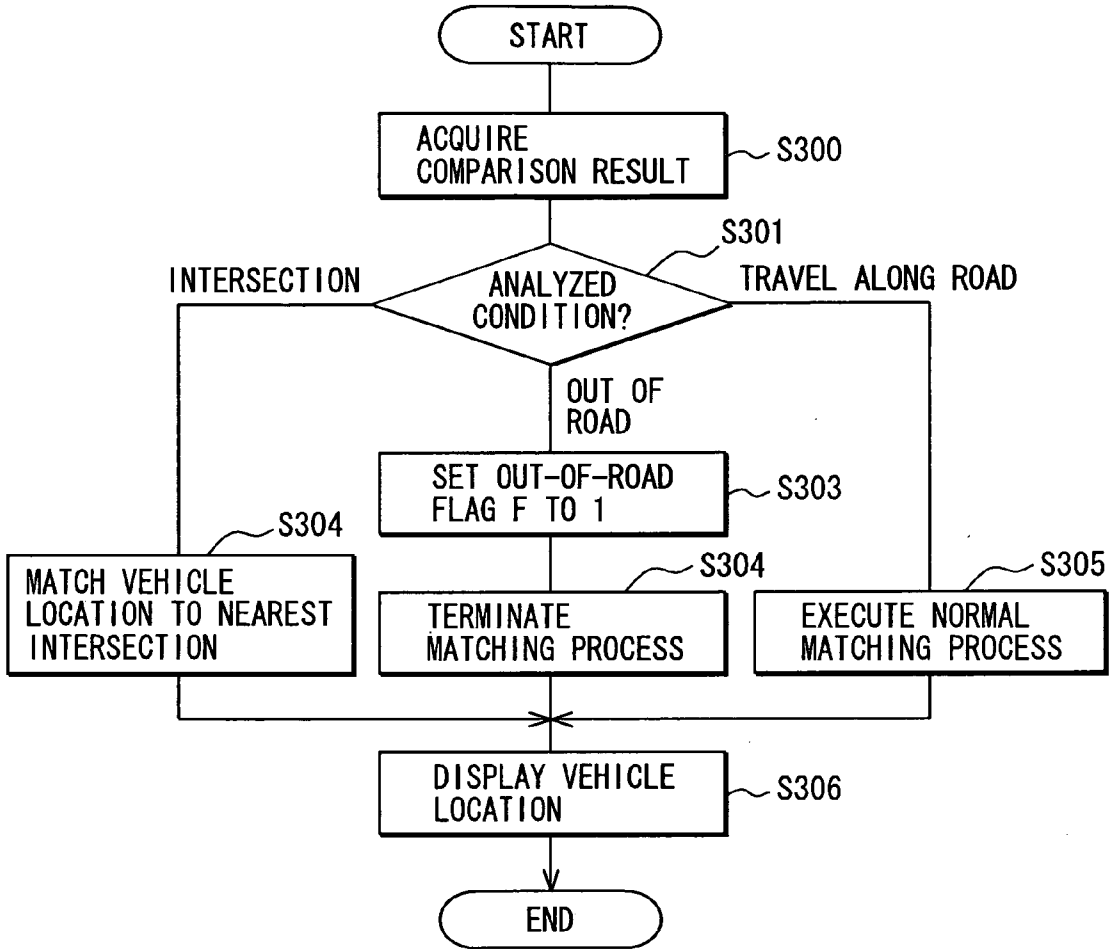 START
ACQUIRE
COMPARISON RESULT
S300
S301
INTERSECTION
ANALYZED
CONDITION?
TRAVEL ALONG ROAD
OUT OF
ROAD
SET OUT-OF-ROAD
FLAG F TO 1
S303
S304
MATCH VEHICLE
LOCATION TO NEAREST
INTERSECTION
S304
TERMINATE
MATCHING PROCESS
S305
EXECUTE NORMAL
MATCHING PROCESS
DISPLAY VEHICLE
LOCATION
S306
END